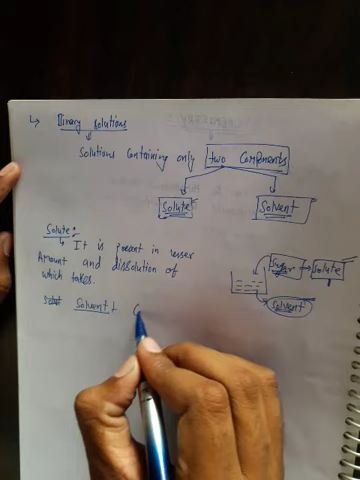 ↳ Binary solutions
solutions containing only two components
Solute
Solvent
Solute:
↳ It is present in lesser
Amount and dissolution of
which takes.
Sugar → Solute
Solvent
Solvent: